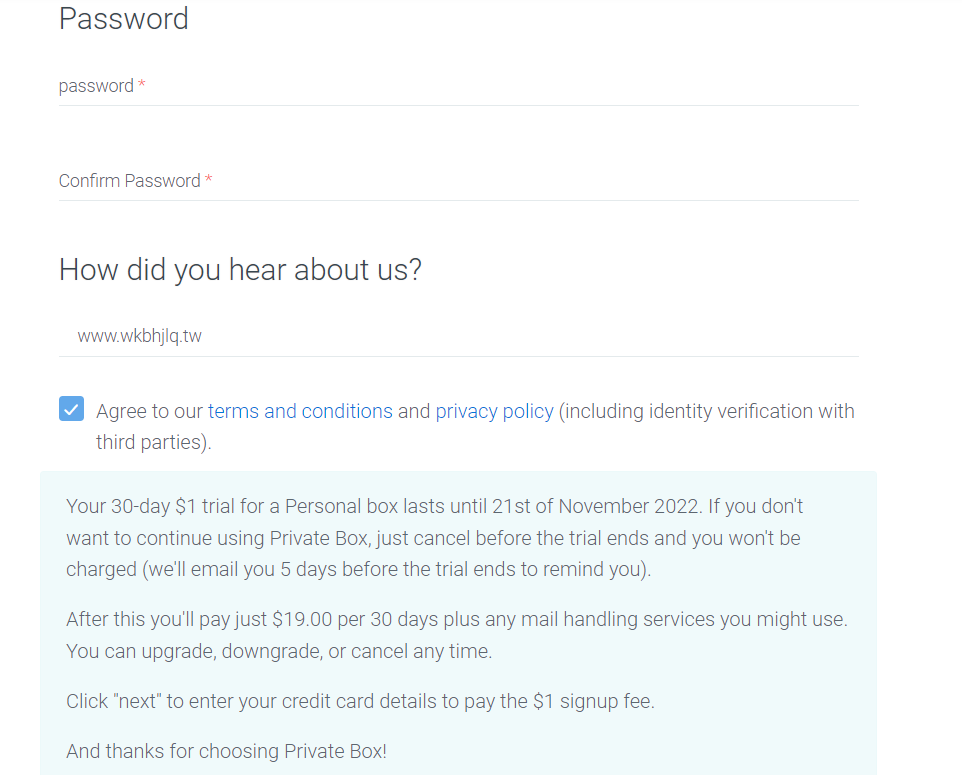 Password
password *
Confirm Password *
How did you hear about us?
www.wkbhjlq.tw
Agree to our terms and conditions and privacy policy (including identity verification with
third parties).
Your 30-day $1 trial for a Personal box lasts until 21st of November 2022. If you don't
want to continue using Private Box, just cancel before the trial ends and you won't be
charged (we'll email you 5 days before the trial ends to remind you).
After this you'll pay just $19.00 per 30 days plus any mail handling services you might use.
You can upgrade, downgrade, or cancel any time.
Click "next" to enter your credit card details to pay the $1 signup fee.
And thanks for choosing Private Box!